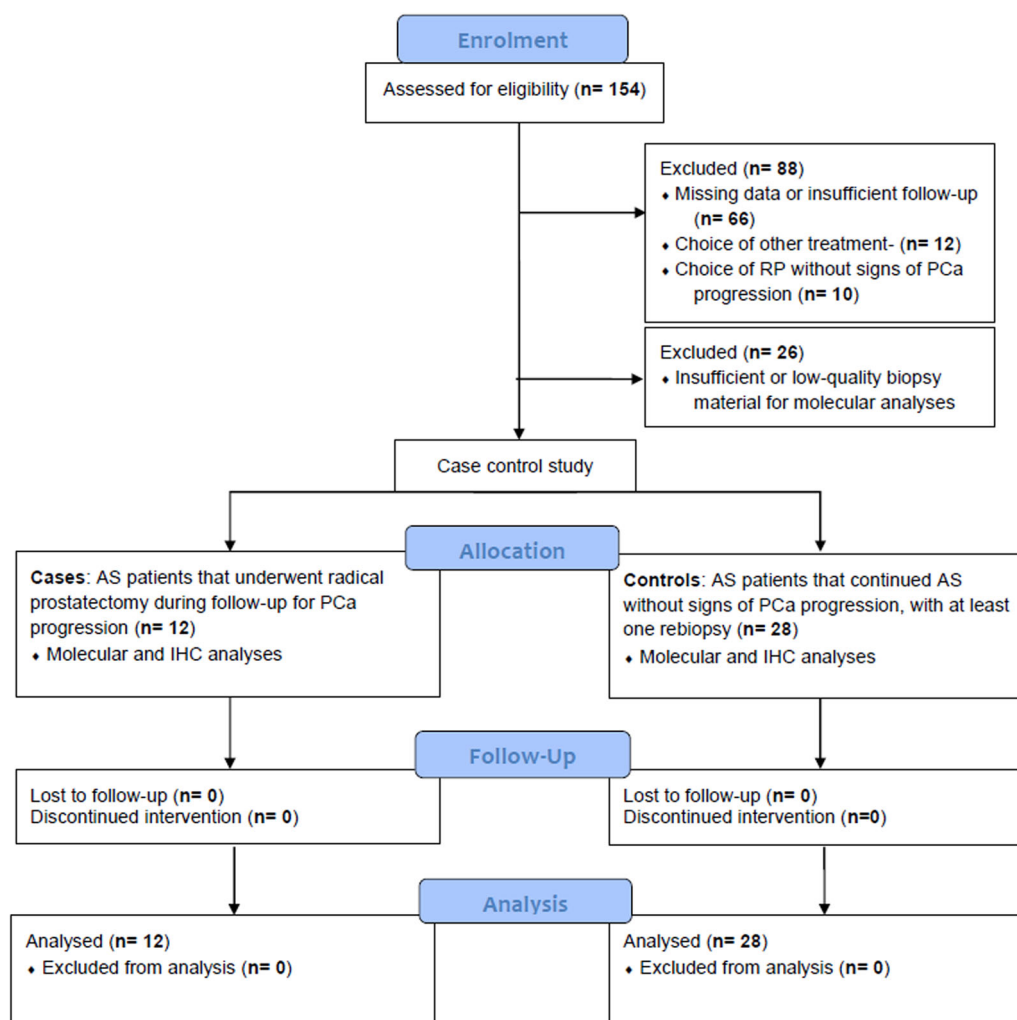 Enrolment
Assessed for eligibility (n= 154)
Excluded (n= 88)
⬧ Missing data or insufficient follow-up
(n= 66)
⬧ Choice of other treatment- (n= 12)
⬧ Choice of RP without signs of PCa
progression (n= 10)
Excluded (n= 26)
⬧ Insufficient or low-quality biopsy
material for molecular analyses
Case control study
Allocation
Cases: AS patients that underwent radical
prostatectomy during follow-up for PCa
progression (n= 12)
⬧ Molecular and IHC analyses
Controls: AS patients that continued AS
without signs of PCa progression, with at least
one rebiopsy (n= 28)
⬧ Molecular and IHC analyses
Follow-Up
Lost to follow-up (n= 0)
Discontinued intervention (n= 0)
Lost to follow-up (n= 0)
Discontinued intervention (n=0)
Analysis
Analysed (n= 12)
⬧ Excluded from analysis (n= 0)
Analysed (n= 28)
⬧ Excluded from analysis (n= 0)